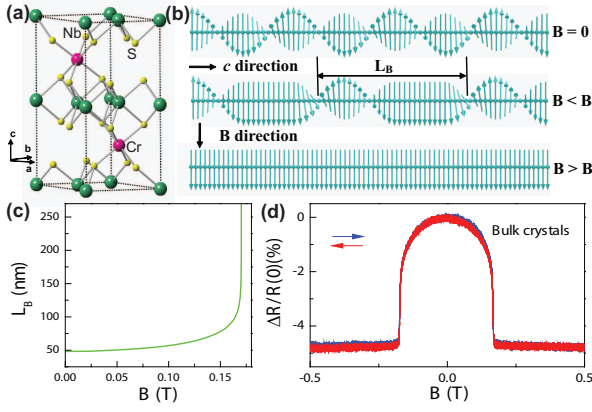 (a)
Nb
S
Cr
c
b
a
(b)
B = 0
c direction
L_B
B < B
B direction
B > B
(c)
250
200
150
100
50
L_B (nm)
0.00 0.05 0.10 0.15
B (T)
(d)
0
-2
-4
ΔR/R(0)(%)
Bulk crystals
-0.5 0.0 0.5
B (T)